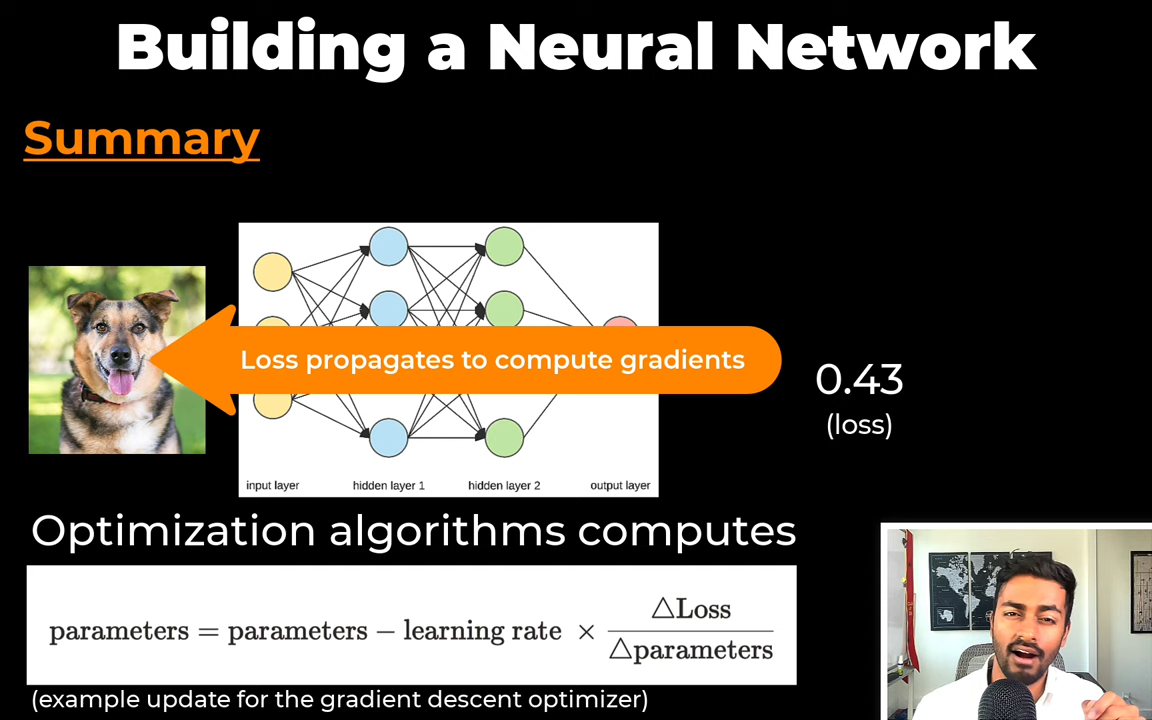 Building a Neural Network
Summary
Loss propagates to compute gradients
0.43
(loss)
input layer hidden layer 1 hidden layer 2 output layer
Optimization algorithms computes
parameters = parameters − learning rate × △Loss / △parameters
(example update for the gradient descent optimizer)